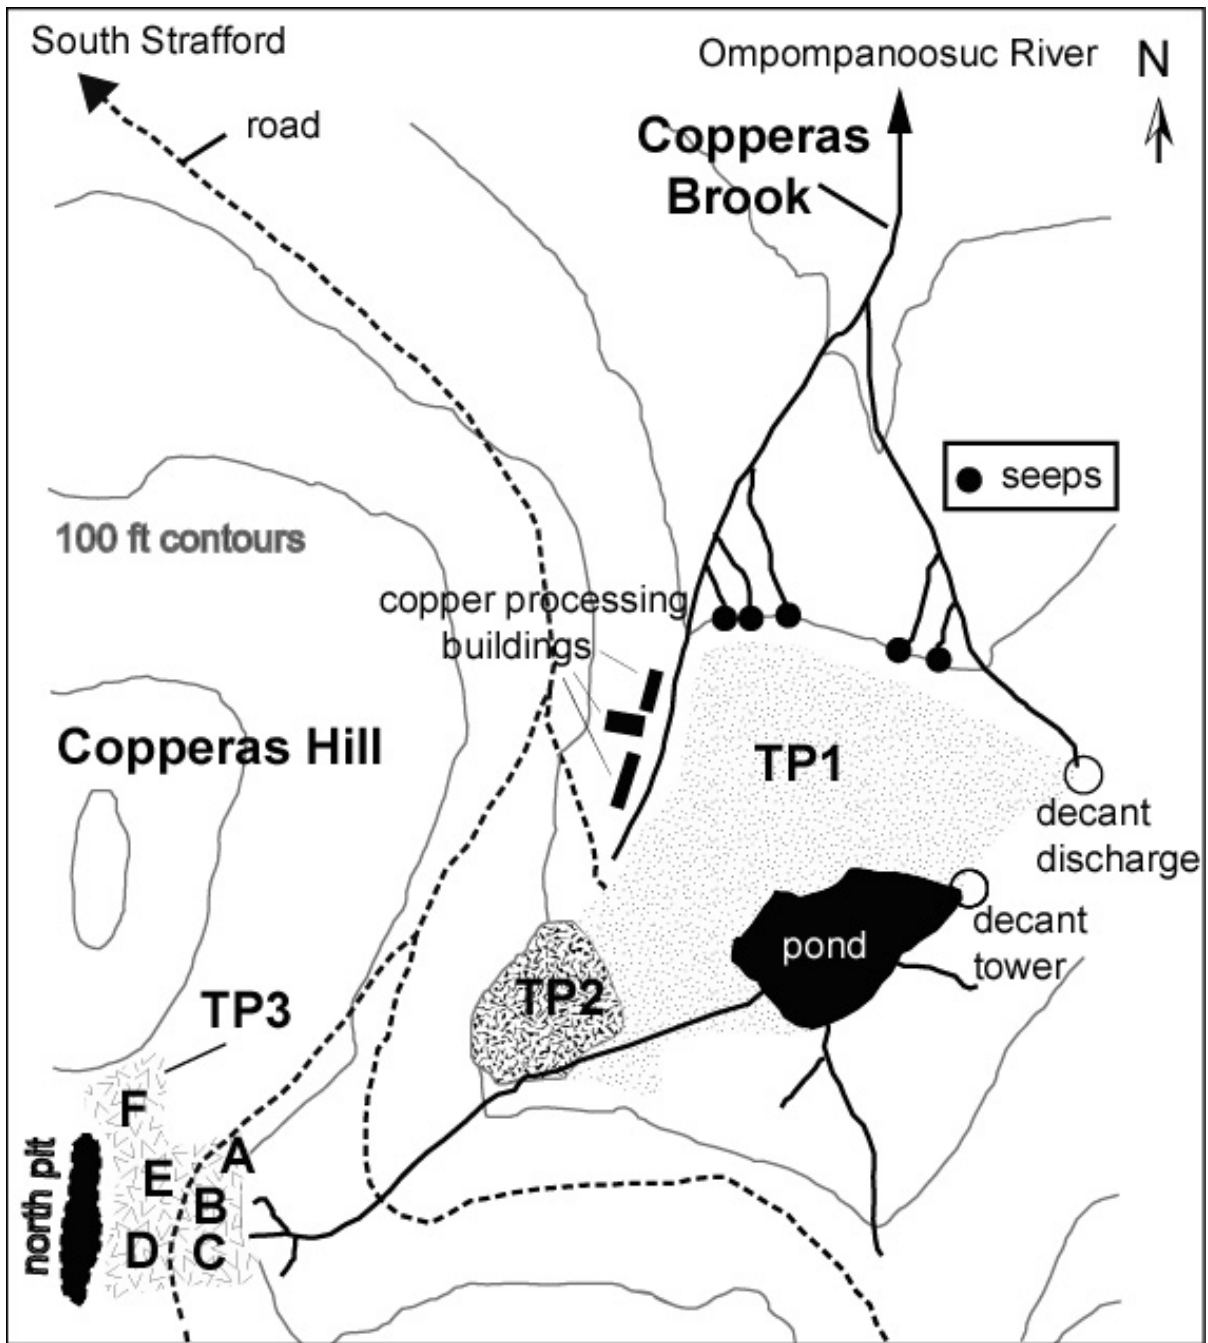 South Strafford
Ompompanoosuc River
N
road
Copperas
Brook
seeps
100 ft contours
copper processing
buildings
Copperas Hill
TP1
decant
discharge
pond
decant
tower
TP2
TP3
F
A
E
B
D
C
north pit